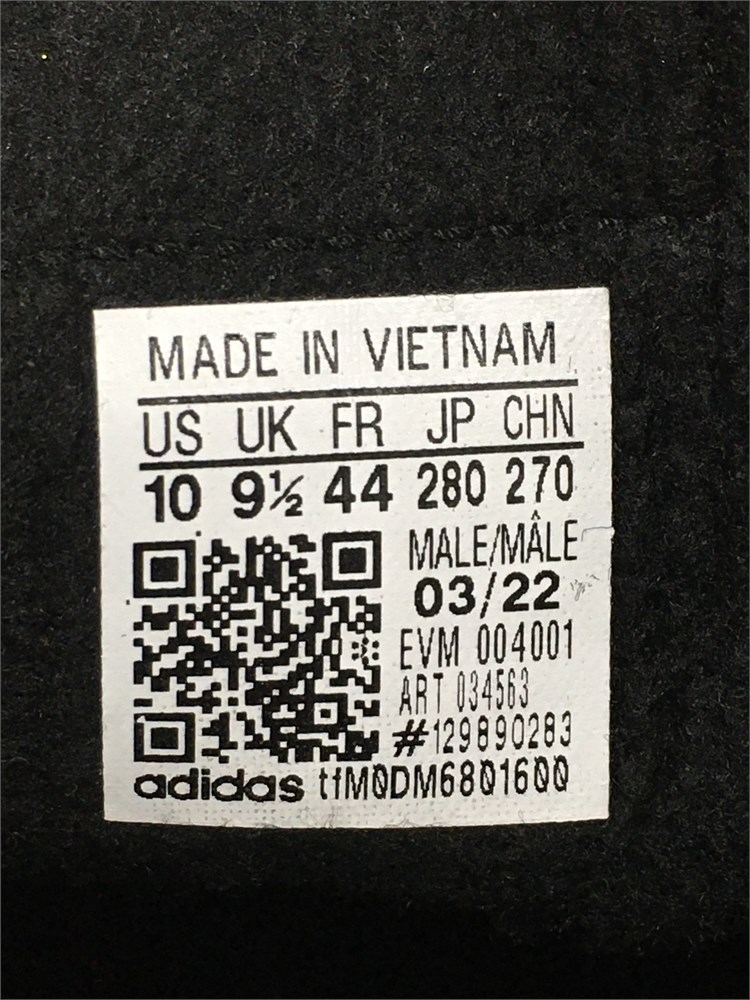 MADE IN VIETNAM
US UK FR JP CHN
10 9½ 44 280 270
MALE/MÂLE
03/22
EVM 004001
ART 034563
#129890283
adidas tfM0DM6801600